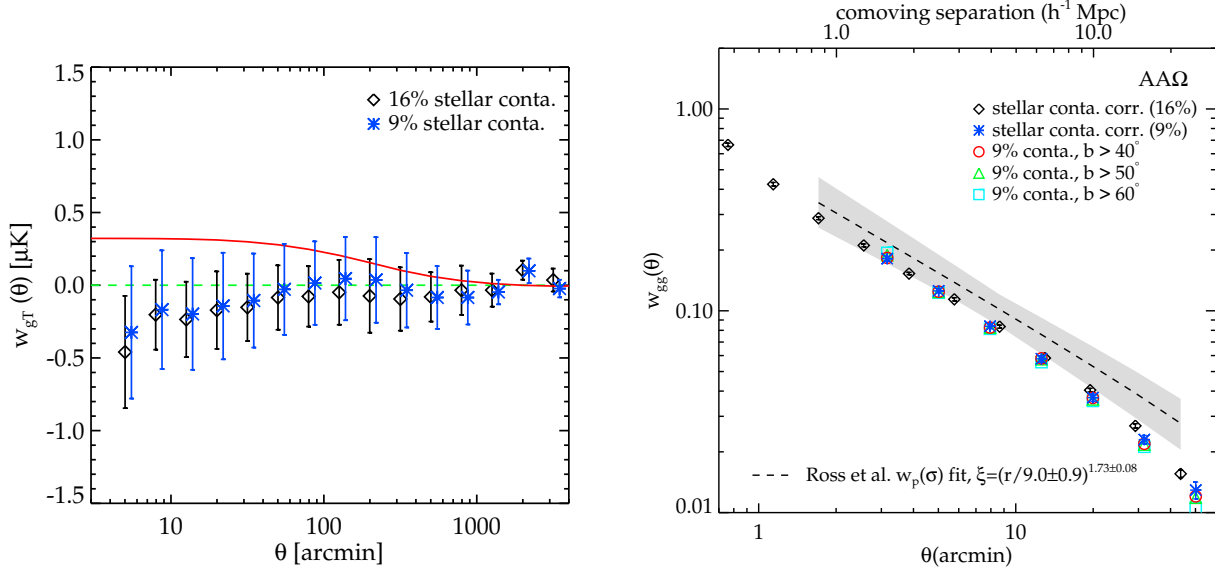 1.5
1.0
0.5
0.0
-0.5
-1.0
-1.5
w_gT (θ) [μK]
10
100
1000
θ [arcmin]
◇ 16% stellar conta.
✳ 9% stellar conta.
comoving separation (h⁻¹ Mpc)
1.0
10.0
AAΩ
◇ stellar conta. corr. (16%)
✳ stellar conta. corr. (9%)
○ 9% conta., b > 40°
△ 9% conta., b > 50°
□ 9% conta., b > 60°
1.00
0.10
0.01
w_gg(θ)
Ross et al. w_p(σ) fit, ξ=(r/9.0±0.9)^1.73±0.08
1
10
θ(arcmin)